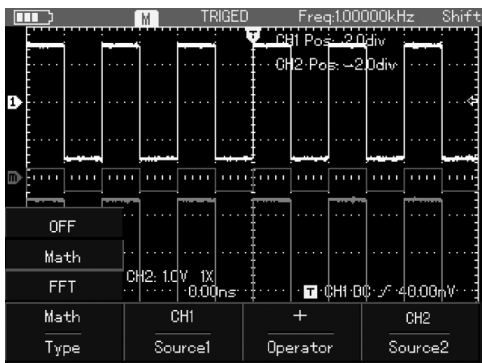 M TRIGED Freq:1.00000kHz Shift
T
CH1 Pos: 2.0div
CH2 Pos: -2.0div
1
m
OFF
Math
FFT
CH2: 1.0V 1X
0.00ns
T CH1 DC 40.00mV
Math CH1 + CH2
Type Source1 Operator Source2